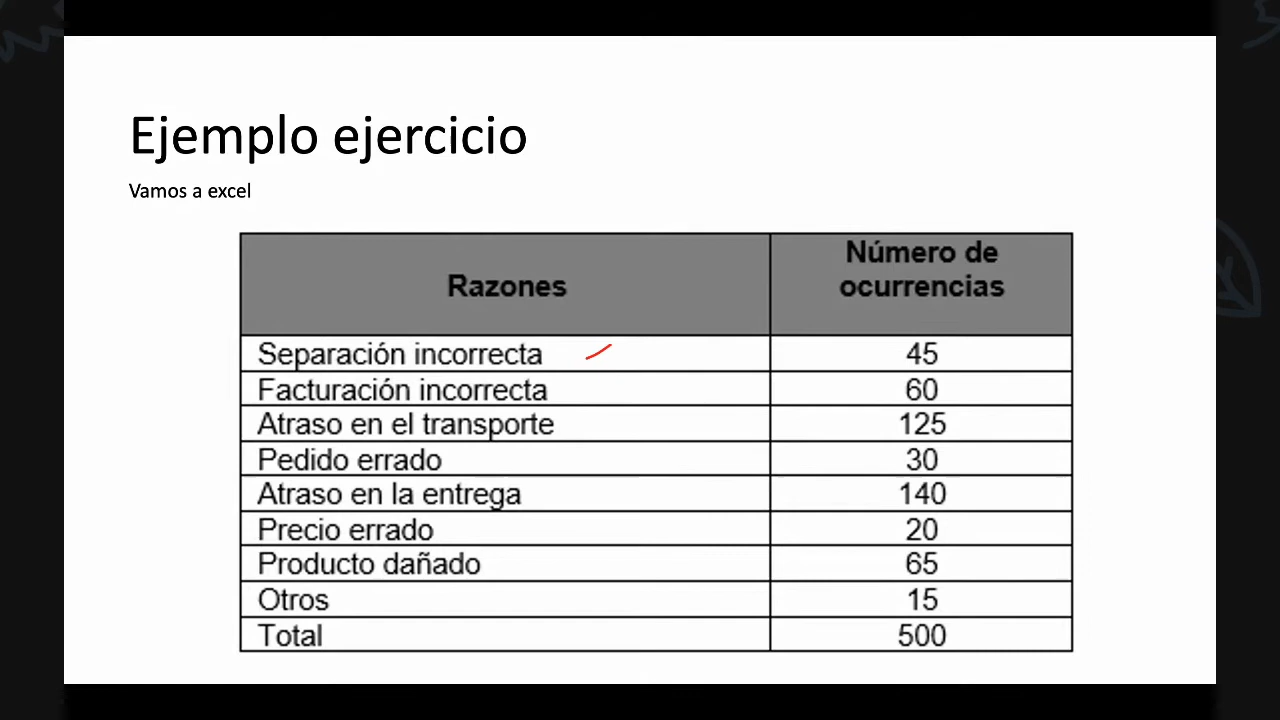 Ejemplo ejercicio
Vamos a excel
Razones
Número de
ocurrencias
Separación incorrecta 45
Facturación incorrecta 60
Atraso en el transporte 125
Pedido errado 30
Atraso en la entrega 140
Precio errado 20
Producto dañado 65
Otros 15
Total 500